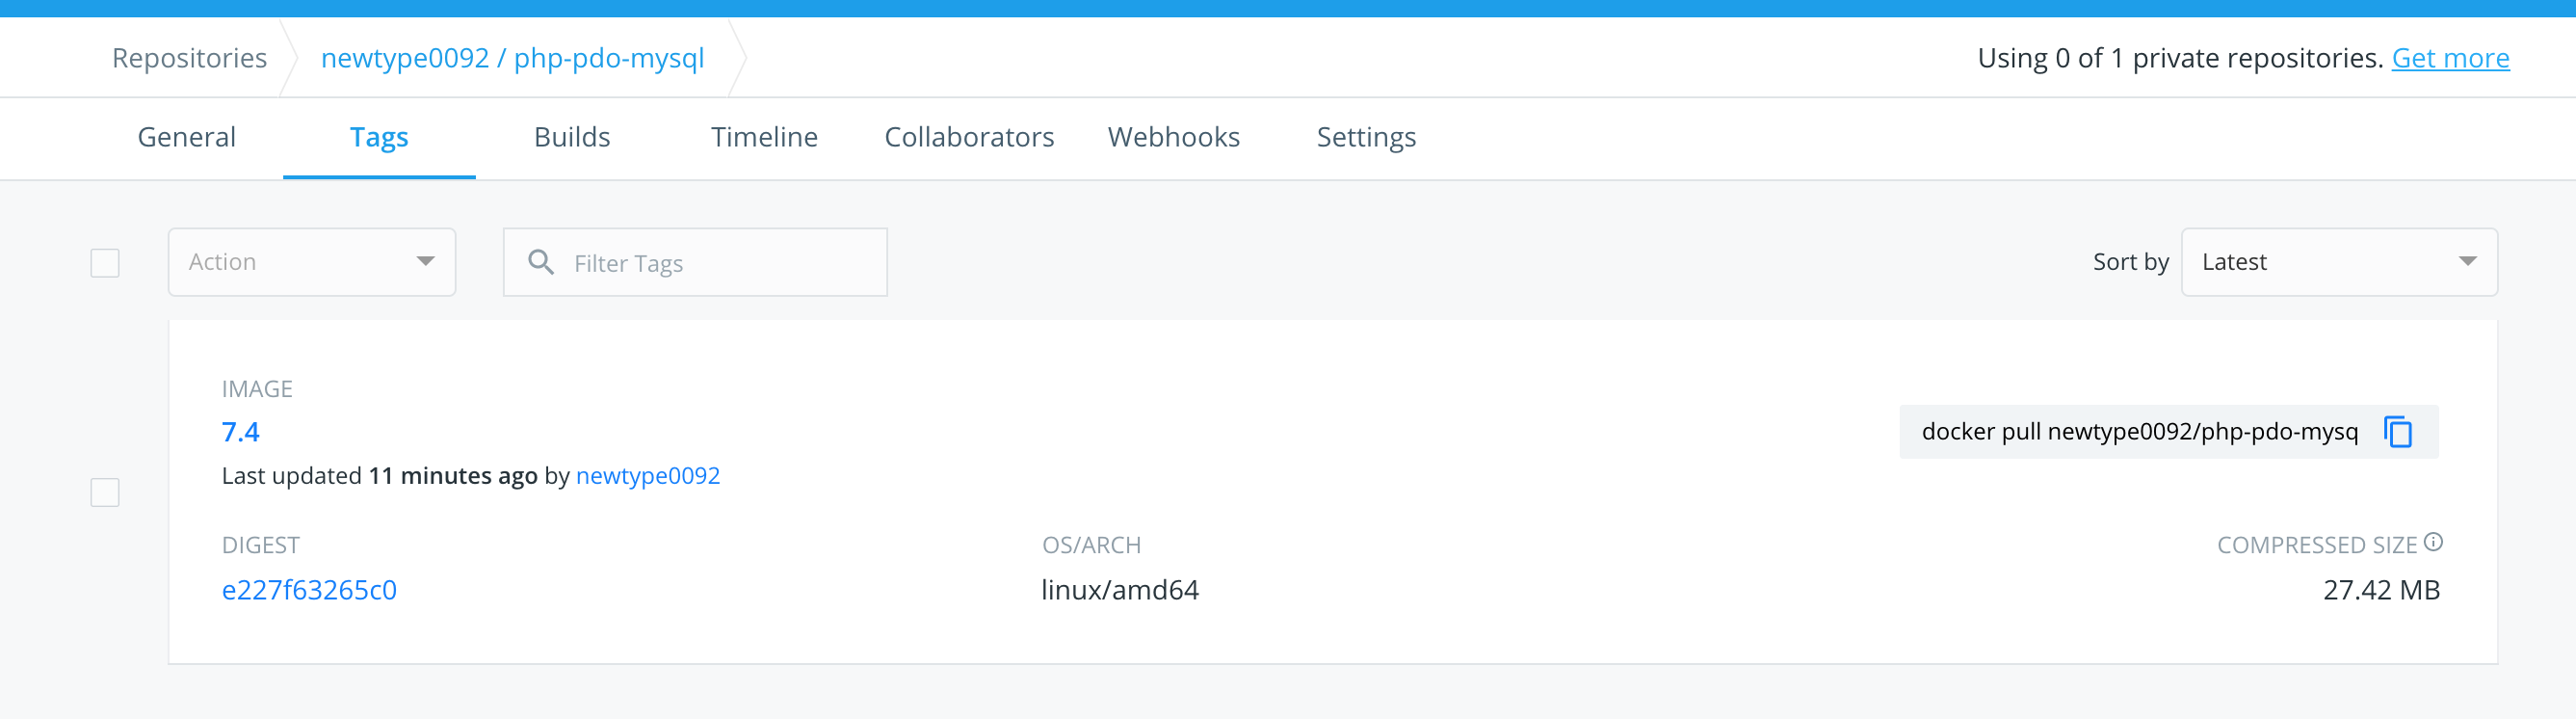 Repositories
newtype0092 / php-pdo-mysql
Using 0 of 1 private repositories. Get more
General Tags Builds Timeline Collaborators Webhooks Settings
Action
Filter Tags
Sort by
Latest
IMAGE
7.4
Last updated 11 minutes ago by newtype0092
docker pull newtype0092/php-pdo-mysq
DIGEST
e227f63265c0
OS/ARCH
linux/amd64
COMPRESSED SIZE
27.42 MB